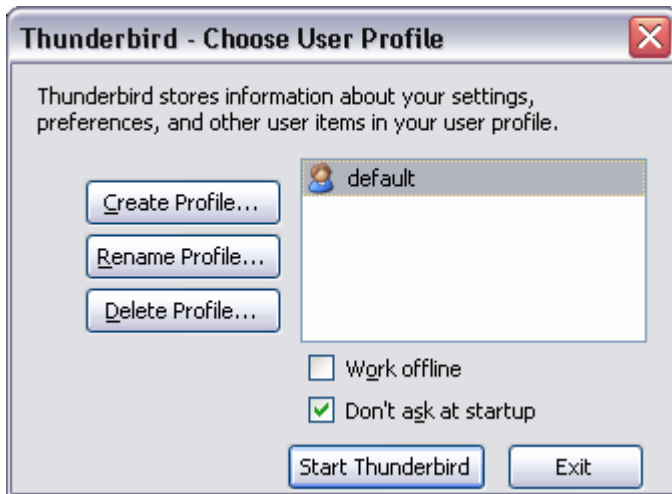 Thunderbird - Choose User Profile
Thunderbird stores information about your settings,
preferences, and other user items in your user profile.
Create Profile...
Rename Profile...
Delete Profile...
default
Work offline
Don't ask at startup
Start Thunderbird
Exit